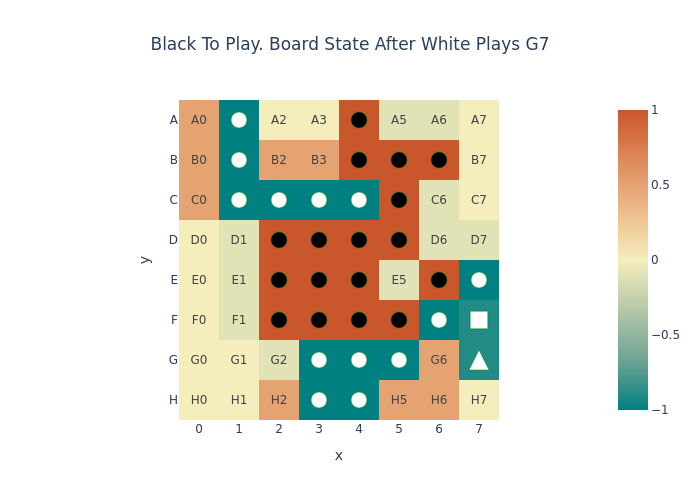 Black To Play. Board State After White Plays G7
A A0 A2 A3 A5 A6 A7
B B0 B2 B3 B7
C C0 C6 C7
D D0 D1 D6 D7
E E0 E1 E5
F F0 F1
G G0 G1 G2 G6
H H0 H1 H2 H5 H6 H7
0 1 2 3 4 5 6 7
x
y
1
0.5
0
−0.5
−1